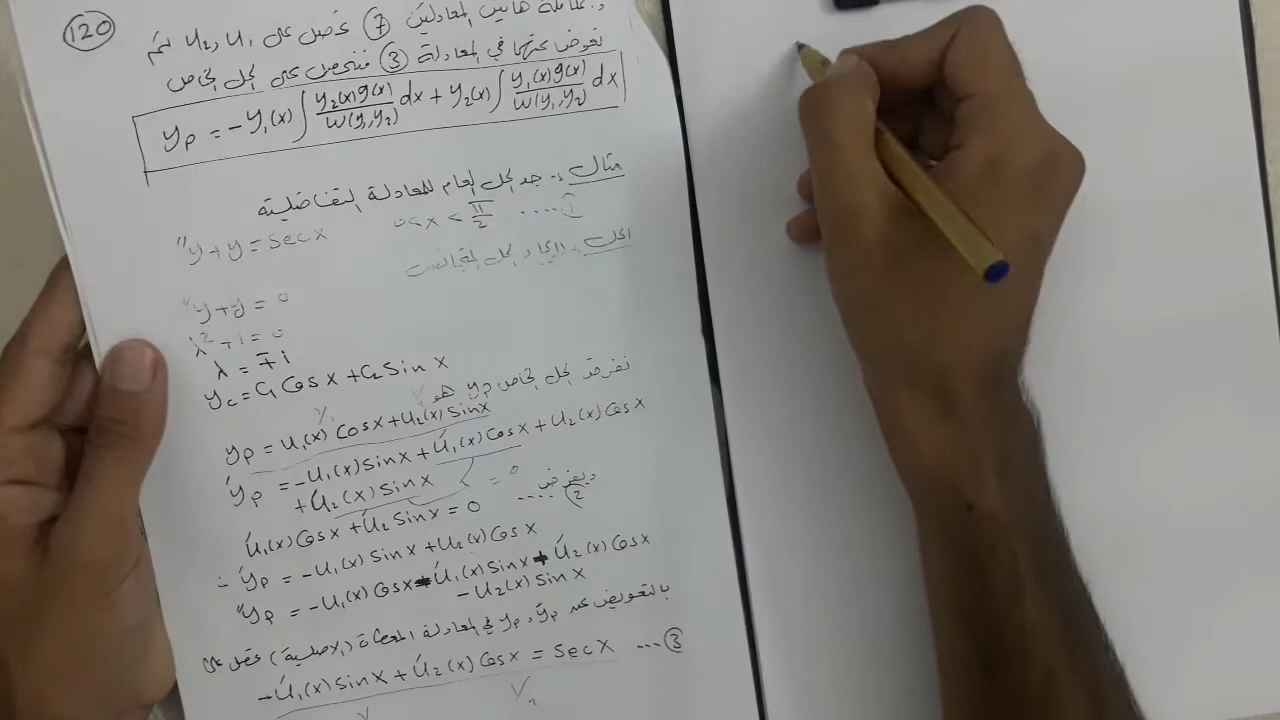 120
المعادلتين ⑦ نحصل على u₁ و u₂ ثم
نعوض عنهما في المعادلة ③ فنحصل على الحل الخاص
yp = -y₁(x) ∫ y₂(x)g(x)/W(y₁,y₂) dx + y₂(x) ∫ y₁(x)g(x)/W(y₁,y₂) dx
مثال: جد الحل العام للمعادلة التفاضلية
y'' + y = sec x 0 < x < π/2 .... ①
الحل: لإيجاد الحل المتجانس
y'' + y = 0
λ² + 1 = 0
λ = ∓ i
yc = c₁ Cos x + c₂ Sin x
نفرض الحل الخاص yp هو
yp = u₁(x) Cos x + u₂(x) sin x
y'p = -u₁(x) sin x + u'₁(x) Cos x + u₂(x) Cos x
+ u'₂(x) sin x
= 0
u'₁(x) Cos x + u'₂ sin x = 0 .... ②
∴ y'p = -u₁(x) sin x + u₂(x) Cos x
y''p = -u₁(x) Cos x - u'₁(x) sin x + u'₂(x) Cos x
- u₂(x) sin x
بالتعويض عن yp و y''p في المعادلة المعطاة (الاصلية) نحصل على
-u'₁(x) sin x + u'₂(x) Cos x = sec x ... ③